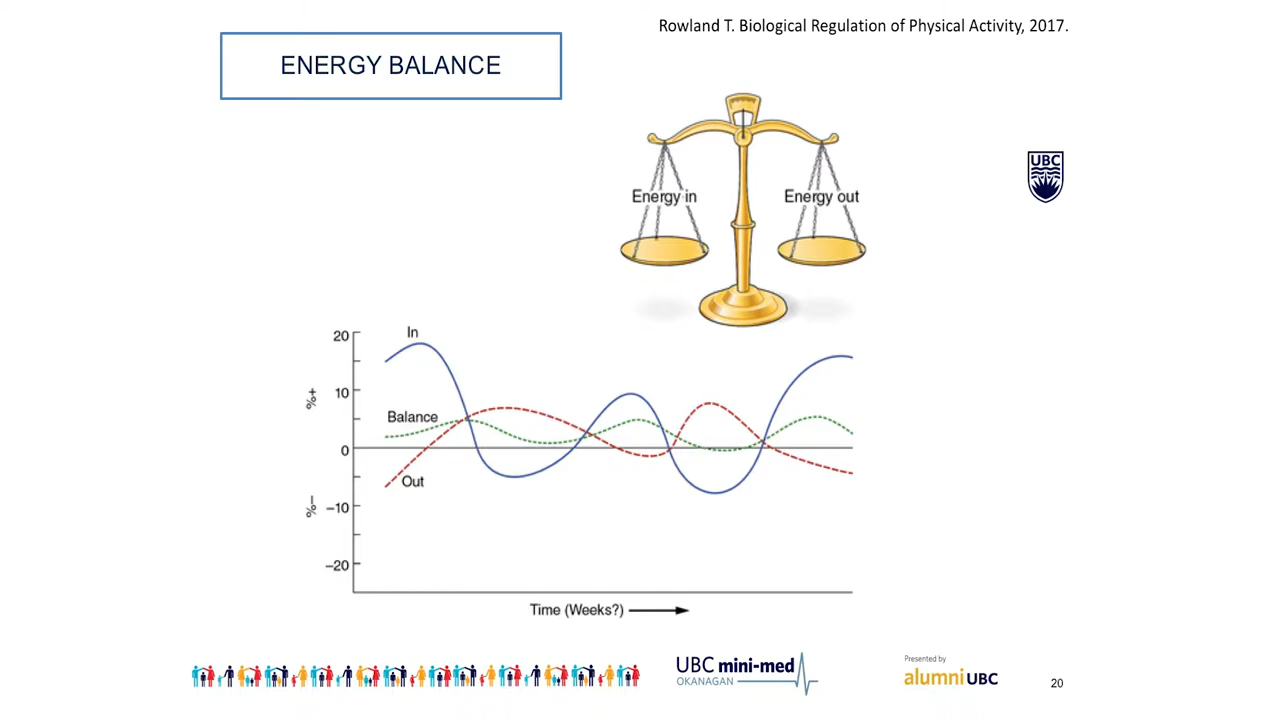 Rowland T. Biological Regulation of Physical Activity, 2017.
ENERGY BALANCE
UBC
Energy in
Energy out
In
20
%+
10
Balance
0
Out
%–
–10
–20
Time (Weeks?)
UBC mini-med
OKANAGAN
Presented by
alumni UBC
20